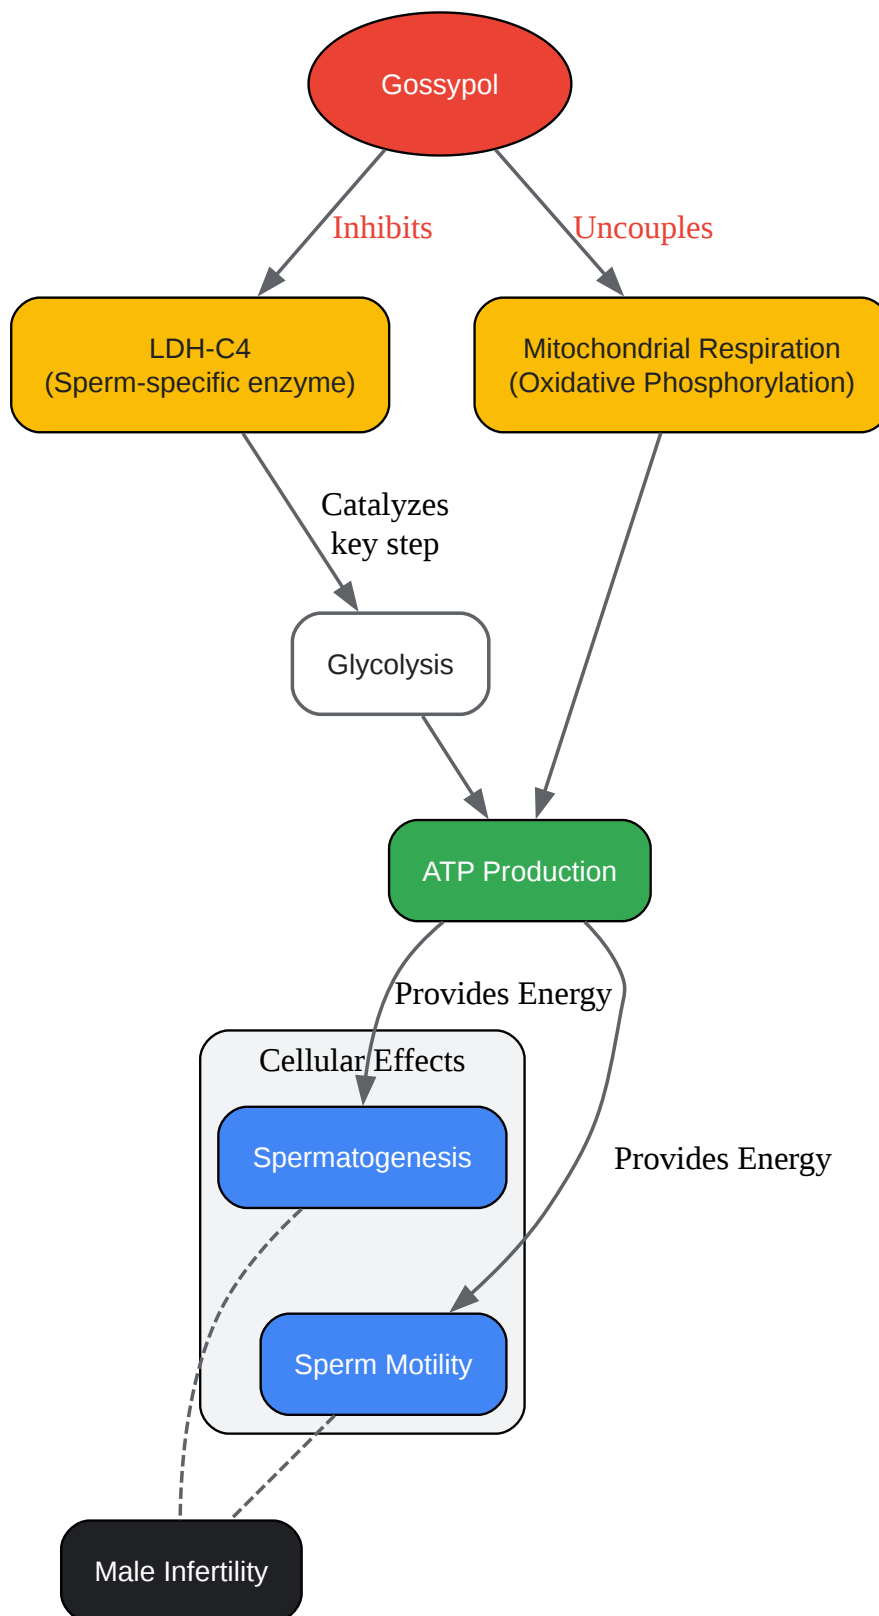 Gossypol
Inhibits
Uncouples
LDH-C4
(Sperm-specific enzyme)
Mitochondrial Respiration
(Oxidative Phosphorylation)
Catalyzes
key step
Glycolysis
ATP Production
Provides Energy
Cellular Effects
Spermatogenesis
Provides Energy
Sperm Motility
Male Infertility